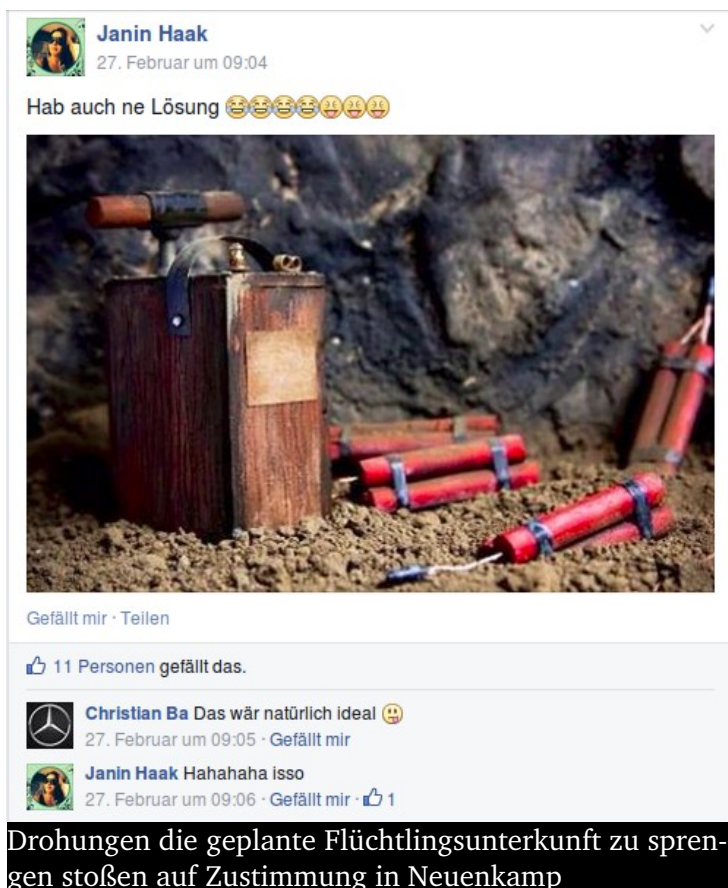 Janin Haak
27. Februar um 09:04
Hab auch ne Lösung 😂😂😂😂😝😝😝
Gefällt mir · Teilen
11 Personen gefällt das.
Christian Ba Das wär natürlich ideal 😛
27. Februar um 09:05 · Gefällt mir
Janin Haak Hahahaha isso
27. Februar um 09:06 · Gefällt mir · 1
Drohungen die geplante Flüchtlingsunterkunft zu spren-
gen stoßen auf Zustimmung in Neuenkamp